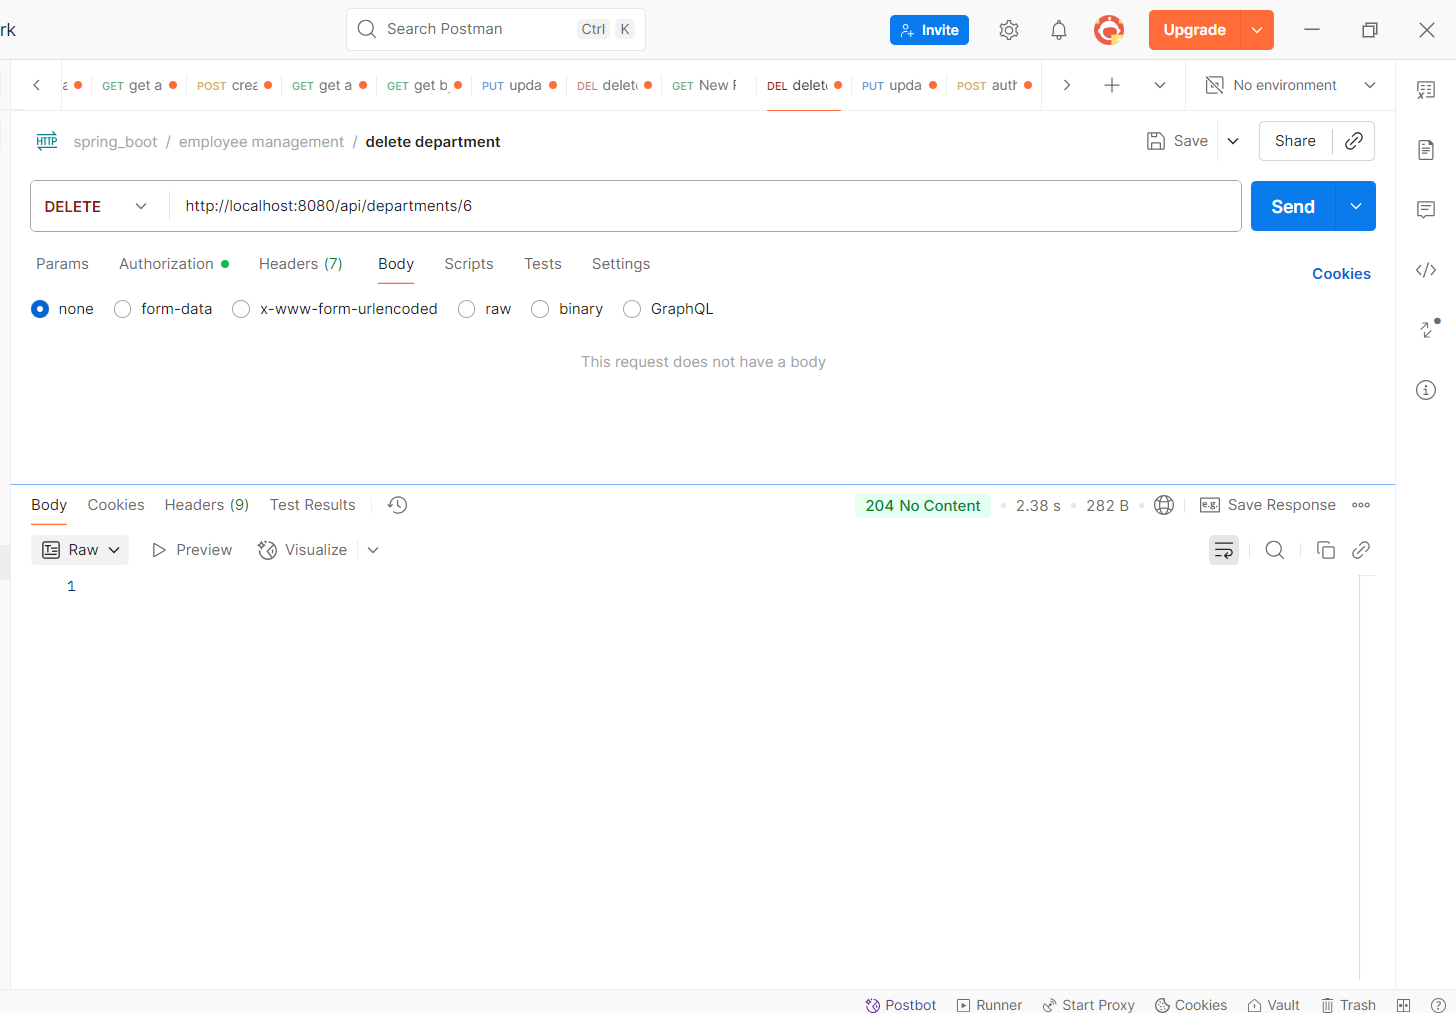 rk
Search Postman Ctrl K Invite Upgrade
GET get a POST crea GET get a GET get b PUT upda DEL delet GET New DEL delet PUT upda POST auth No environment
HTTP spring_boot / employee management / delete department Save Share
DELETE http://localhost:8080/api/departments/6 Send
Params Authorization Headers (7) Body Scripts Tests Settings Cookies
none form-data x-www-form-urlencoded raw binary GraphQL
This request does not have a body
Body Cookies Headers (9) Test Results 204 No Content 2.38 s 282 B e.g. Save Response
Raw Preview Visualize
1
Postbot Runner Start Proxy Cookies Vault Trash